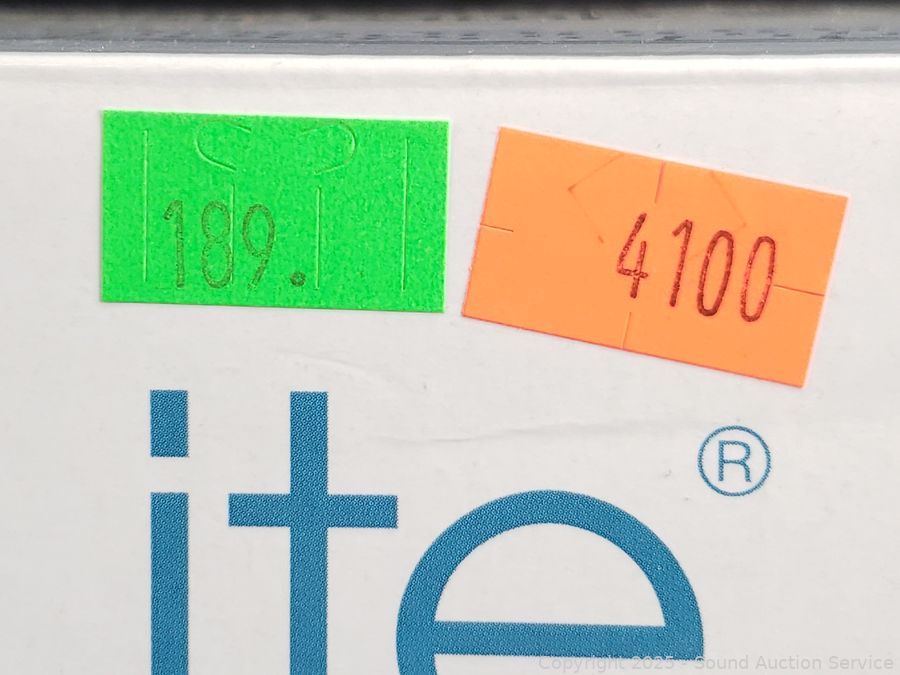 189.
4100
ite®
Copyright 2025 - Sound Auction Service